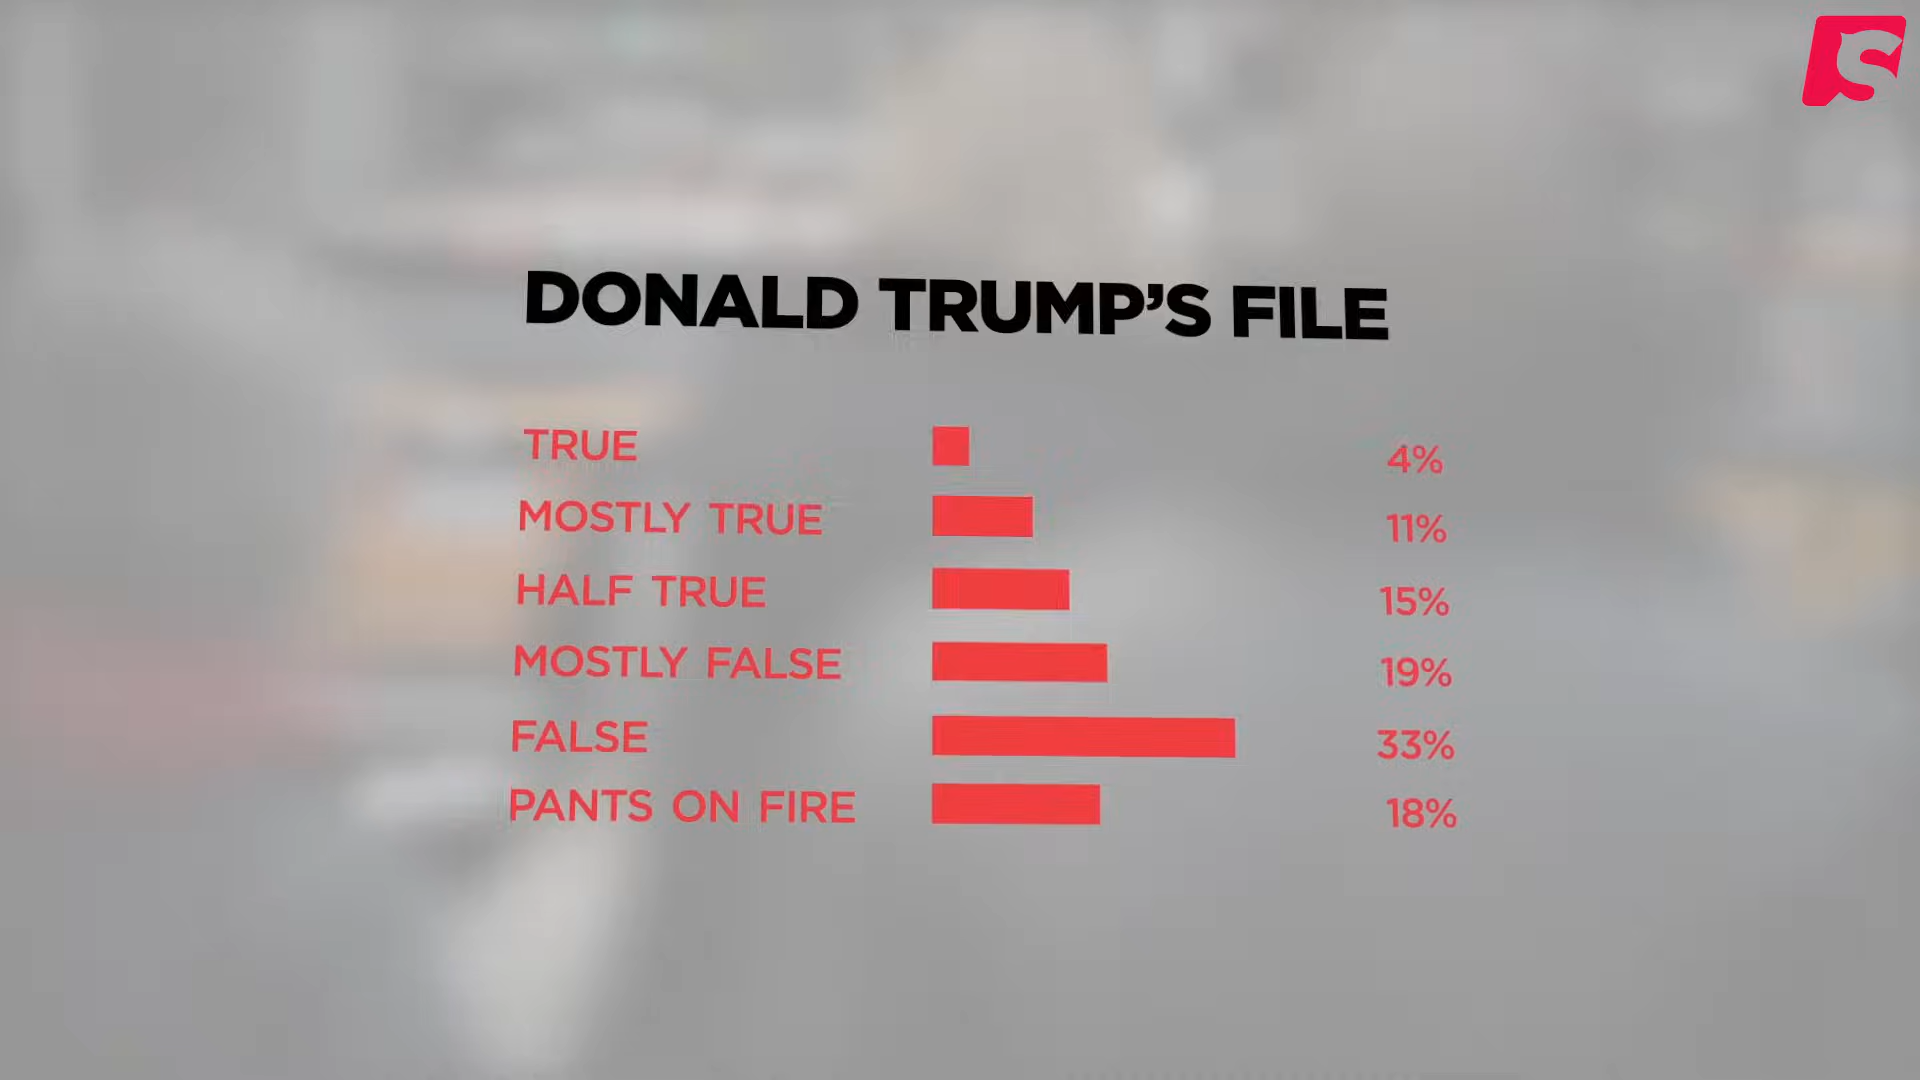 DONALD TRUMP'S FILE
TRUE 4%
MOSTLY TRUE 11%
HALF TRUE 15%
MOSTLY FALSE 19%
FALSE 33%
PANTS ON FIRE 18%